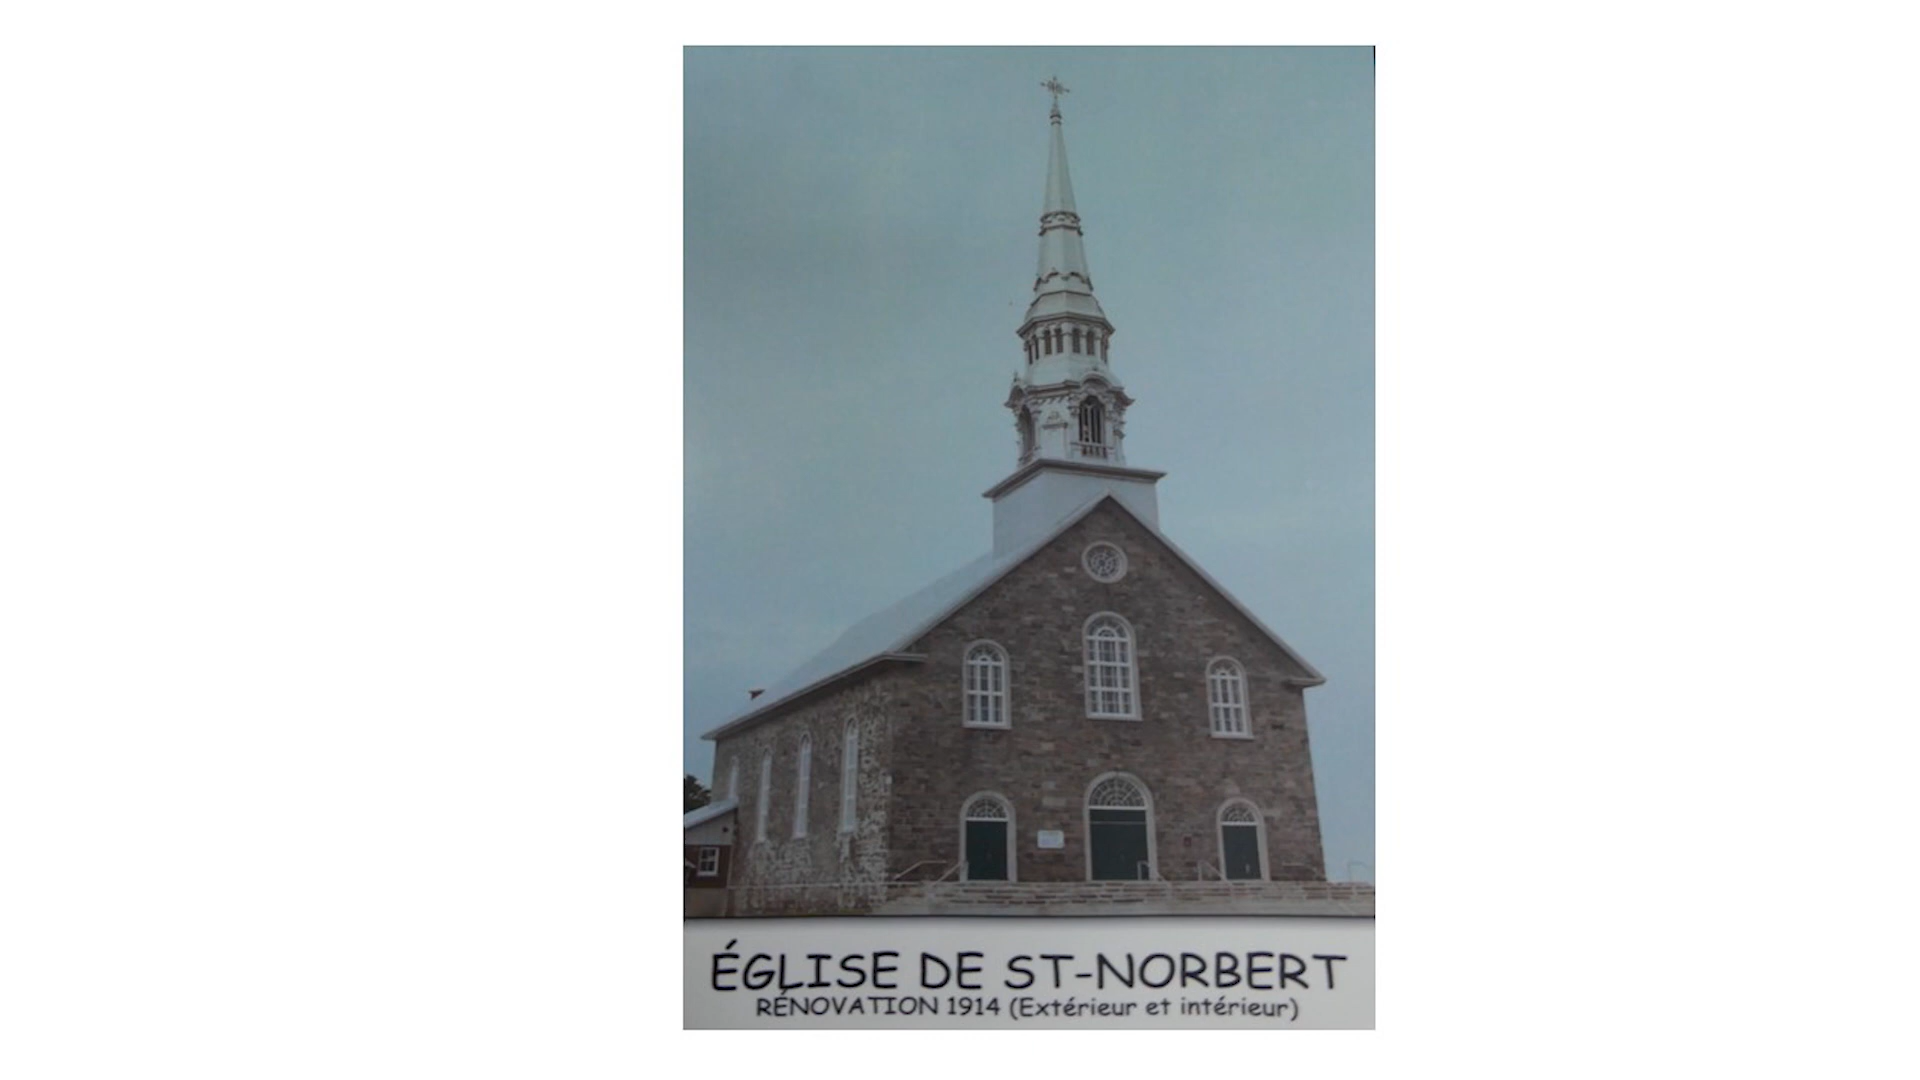 ÉGLISE DE ST-NORBERT
RÉNOVATION 1914 (Extérieur et intérieur)